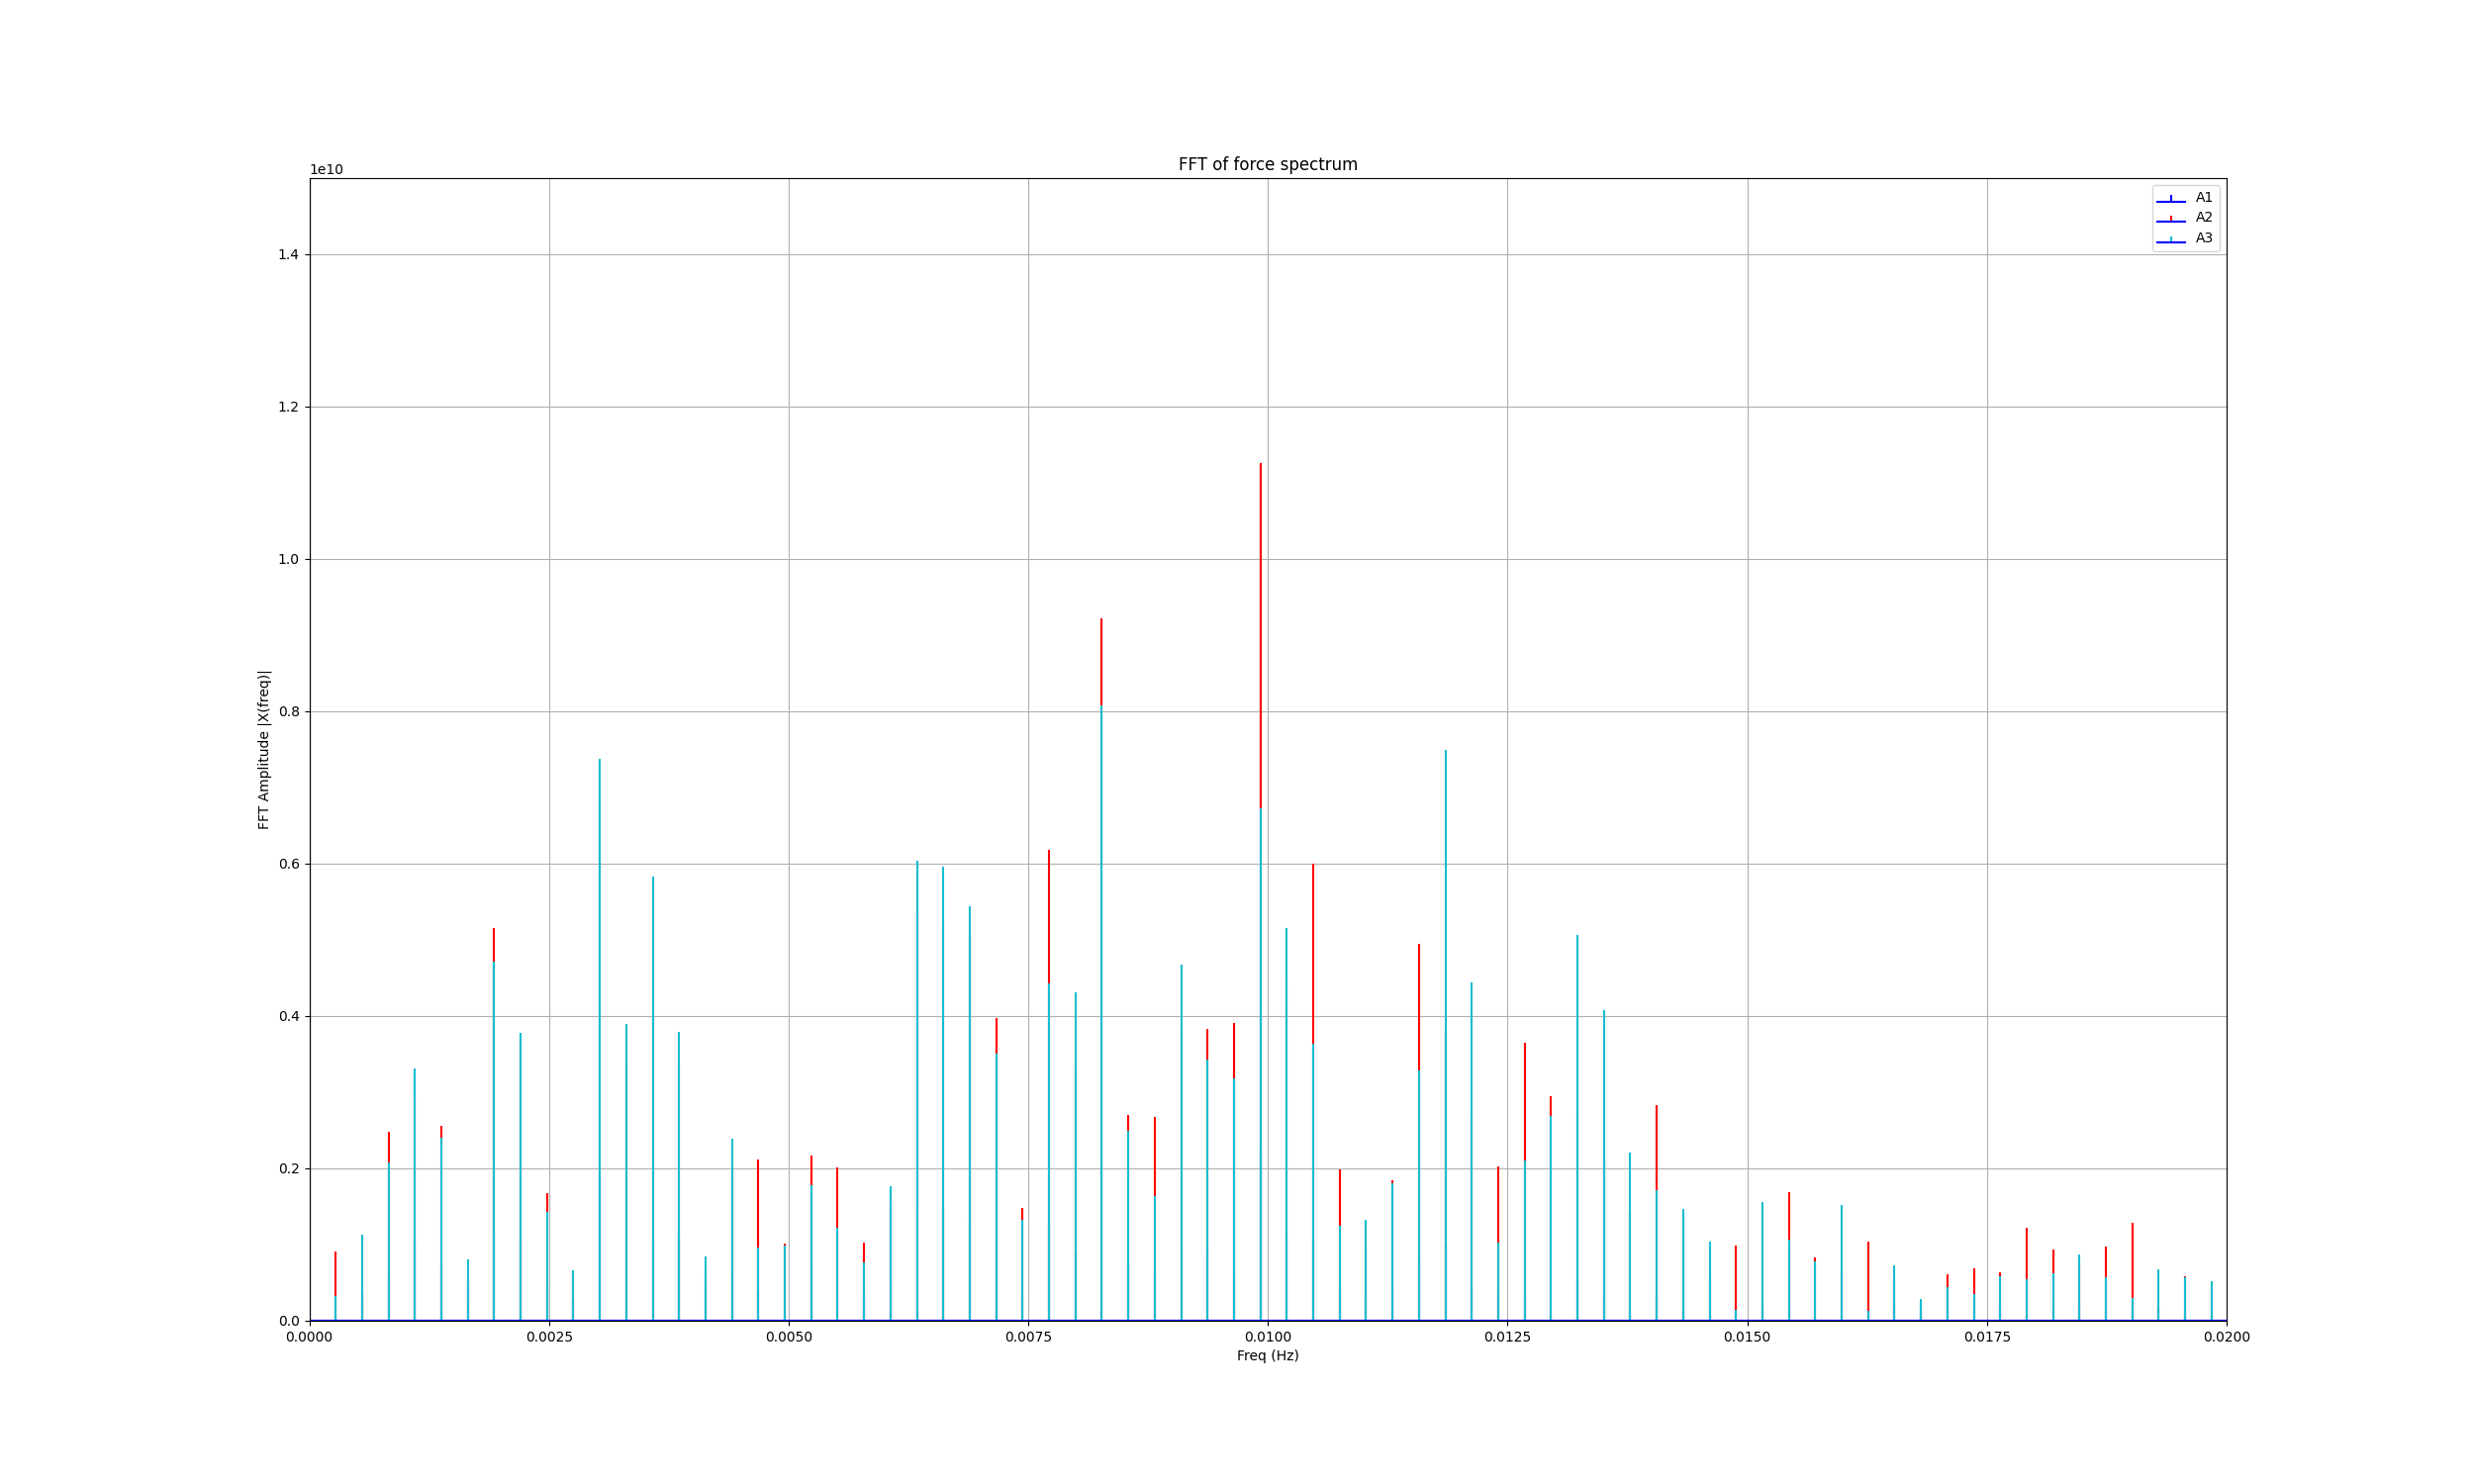 FFT of force spectrum
1e10
A1
A2
A3
1.4
1.2
1.0
0.8
0.6
0.4
0.2
0.0
FFT Amplitude |X(freq)|
0.0000 0.0025 0.0050 0.0075 0.0100 0.0125 0.0150 0.0175 0.0200
Freq (Hz)